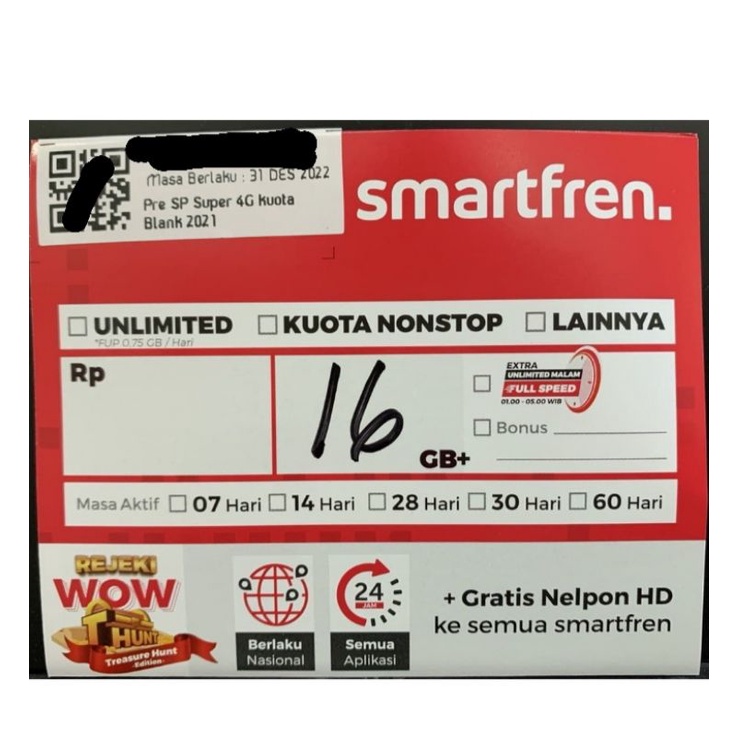 Masa Berlaku : 31 DES 2022
Pre SP Super 4G kuota
Blank 2021
smartfren.
UNLIMITED
*FUP 0.75 GB / Hari
KUOTA NONSTOP
LAINNYA
Rp
16 GB+
EXTRA
UNLIMITED MALAM
FULL SPEED
01.00 - 05.00 WIB
Bonus
Masa Aktif 07 Hari 14 Hari 28 Hari 30 Hari 60 Hari
REJEKI
WOW
HUNT
Treasure Hunt
-Edition-
Berlaku
Nasional
24
JAM
Semua
Aplikasi
+ Gratis Nelpon HD
ke semua smartfren